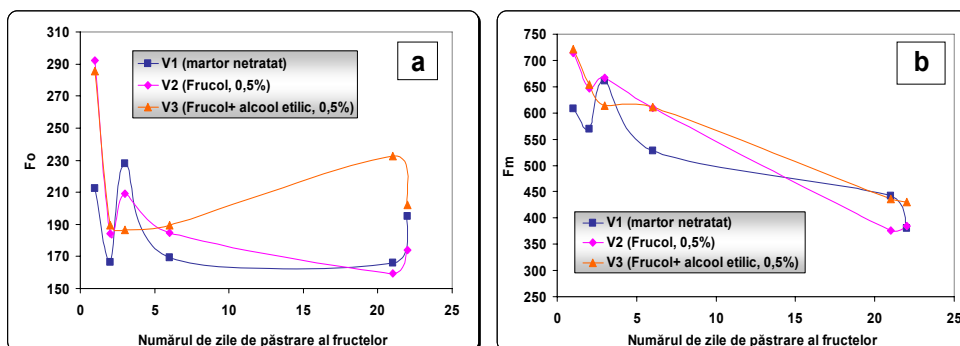 310
290
270
250
230
210
190
170
150
Fo
V1 (martor netratat)
V2 (Frucol, 0,5%)
V3 (Frucol+ alcool etilic, 0,5%)
a
0 5 10 15 20 25
Numărul de zile de păstrare al fructelor
750
700
650
600
550
500
450
400
350
300
250
Fm
b
V1 (martor netratat)
V2 (Frucol, 0,5%)
V3 (Frucol+ alcool etilic, 0,5%)
0 5 10 15 20 25
Numărul de zile de păstrare al fructelor